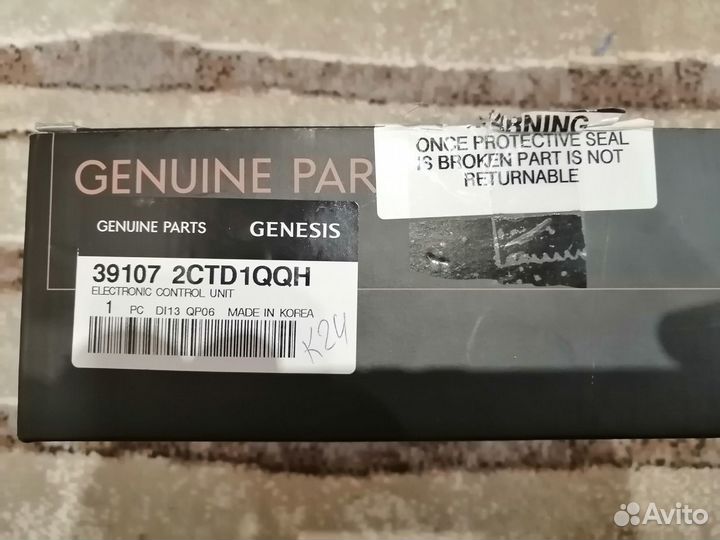 WARNING
ONCE PROTECTIVE SEAL
IS BROKEN PART IS NOT
RETURNABLE
GENUINE PAR
GENUINE PARTS GENESIS
39107 2CTD1QQH
ELECTRONIC CONTROL UNIT
1 PC DI13 QP06 MADE IN KOREA
K24
Avito